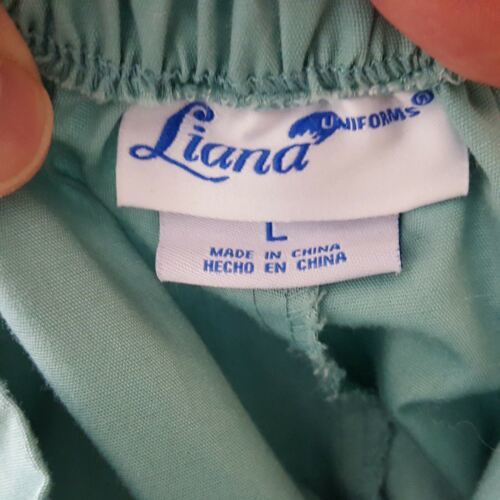 Liana UNIFORMS®
L
MADE IN CHINA
HECHO EN CHINA